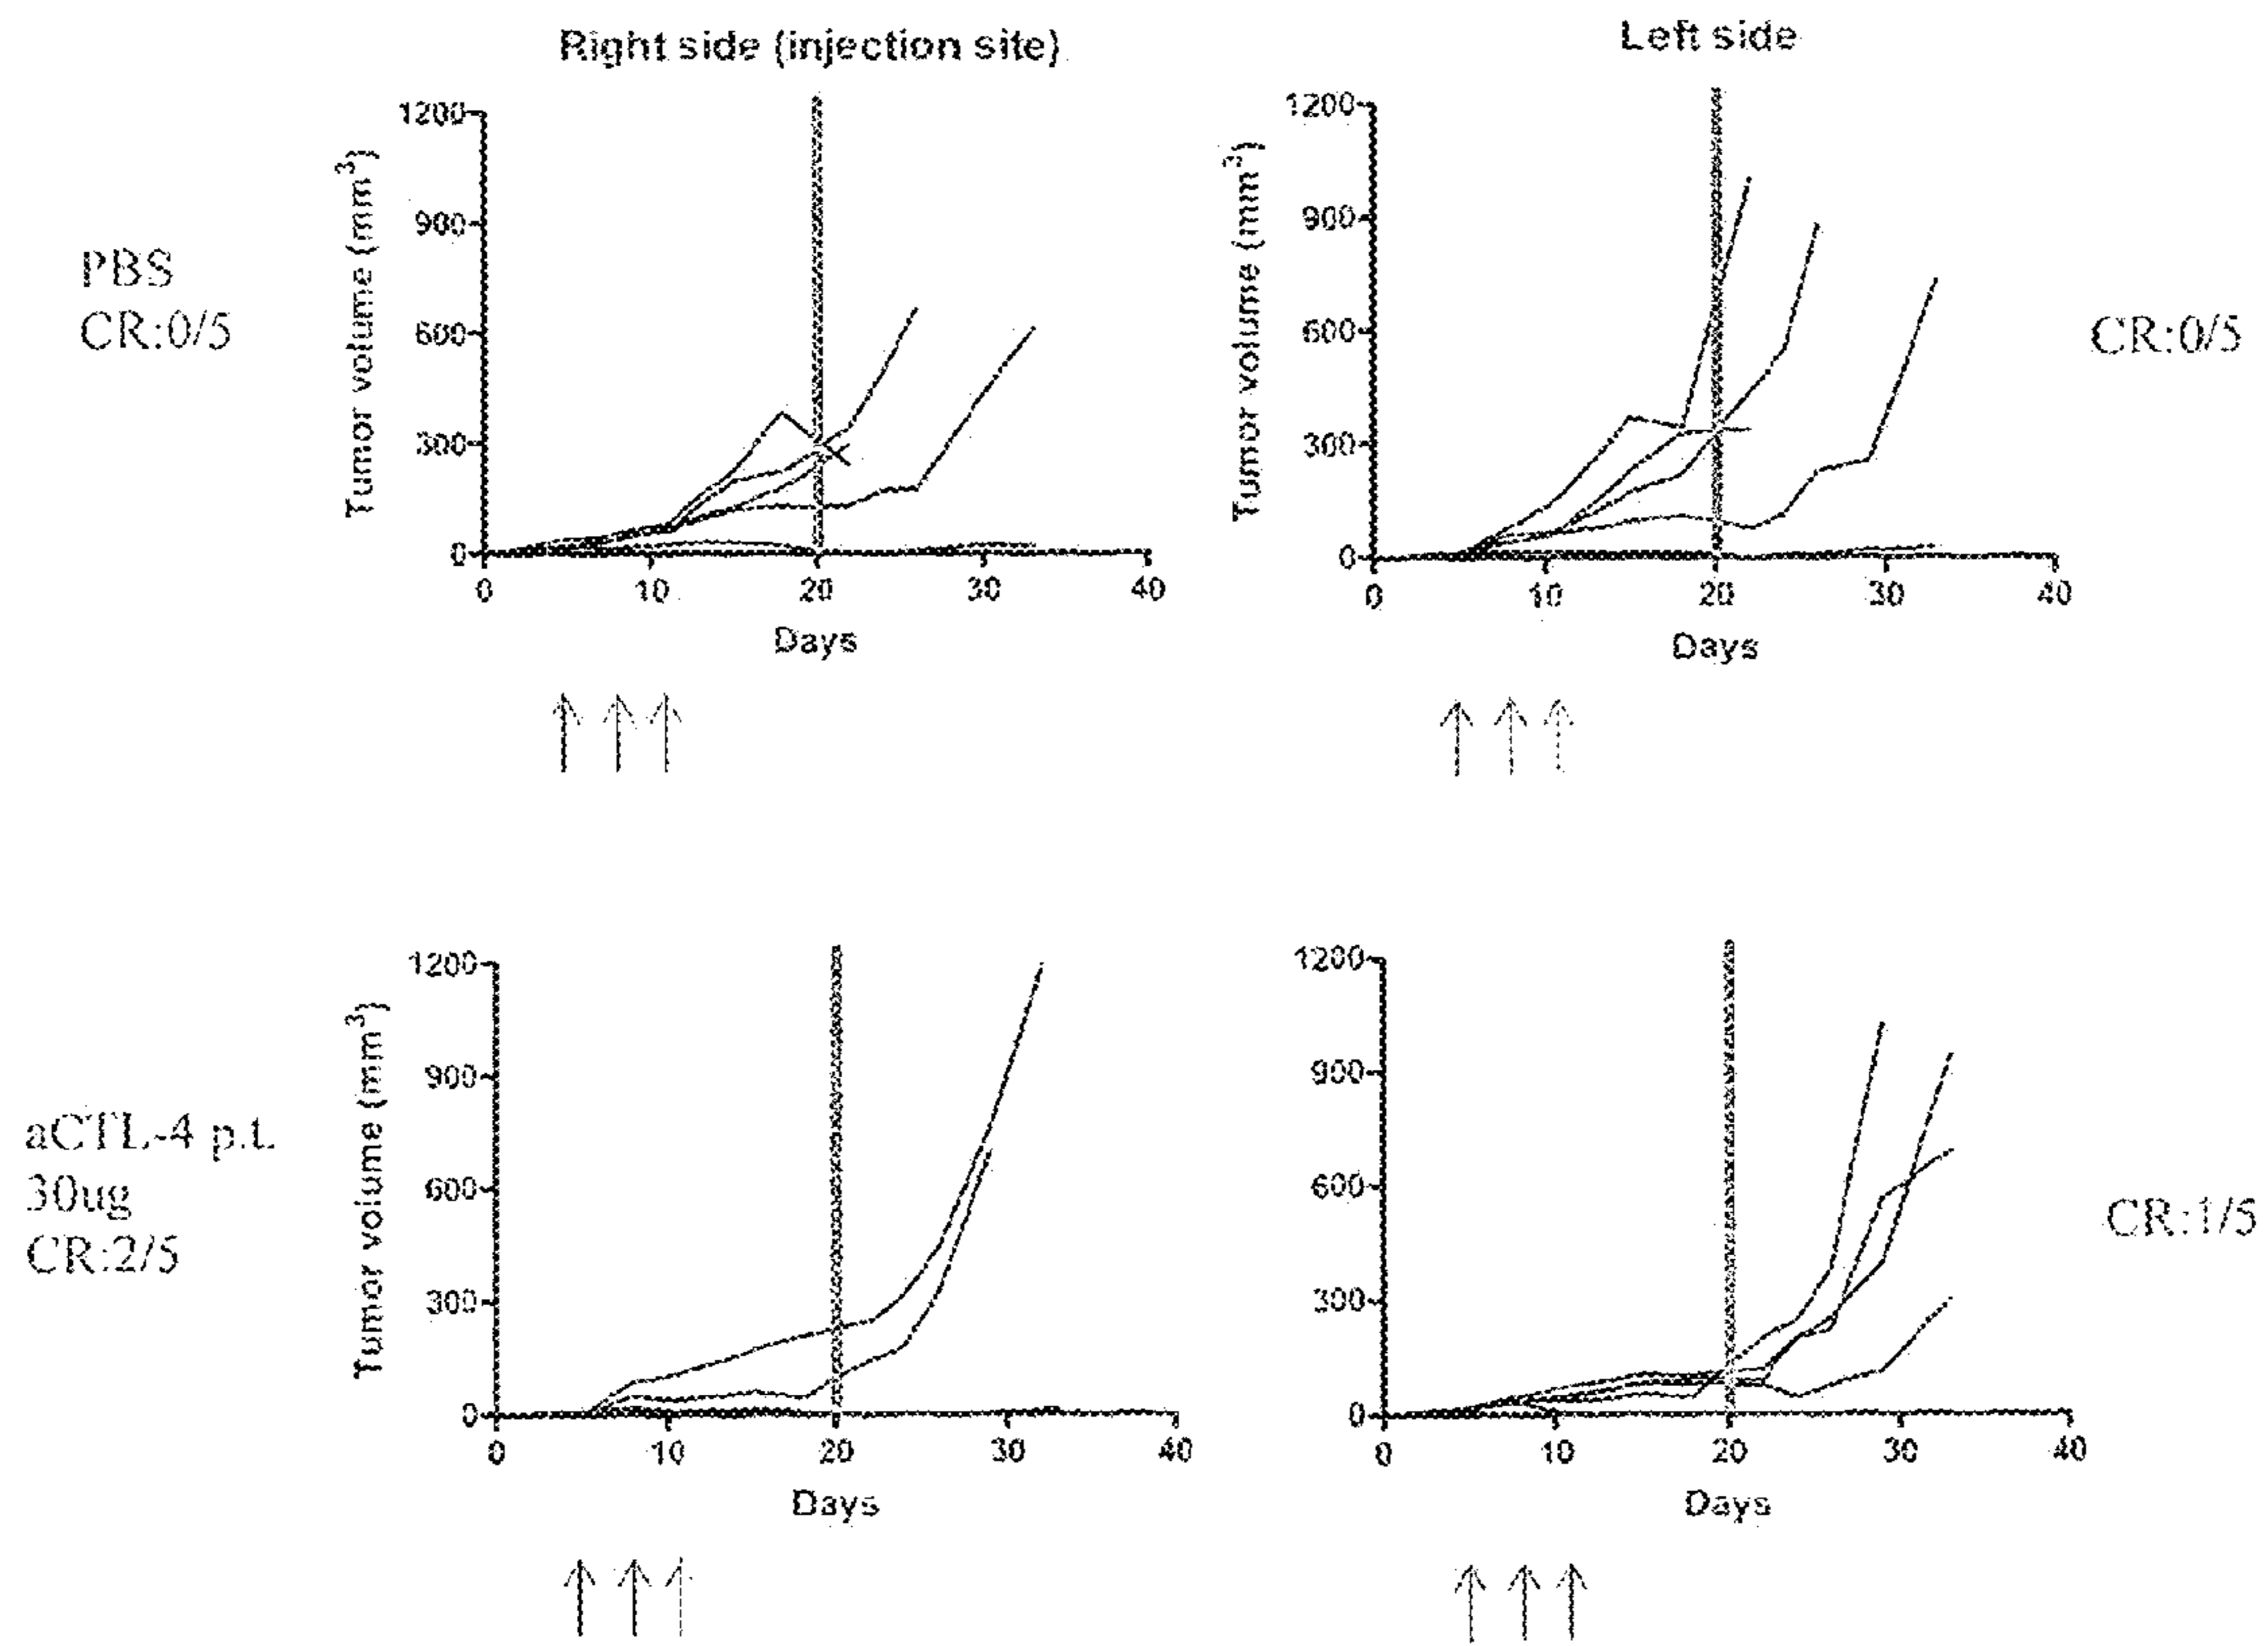 Right side (injection site)
Left side
PBS
CR:0/5
Tumor volume (mm³)
1200
900
600
300
0
0 10 20 30 40
Days
Tumor volume (mm³)
1200
900
600
300
0
0 10 20 30 40
Days
CR:0/5
aCTL-4 p.t.
30ug
CR:2/5
Tumor volume (mm³)
1200
900
600
300
0
0 10 20 30 40
Days
Tumor volume (mm³)
1200
900
600
300
0
0 10 20 30 40
Days
CR:1/5